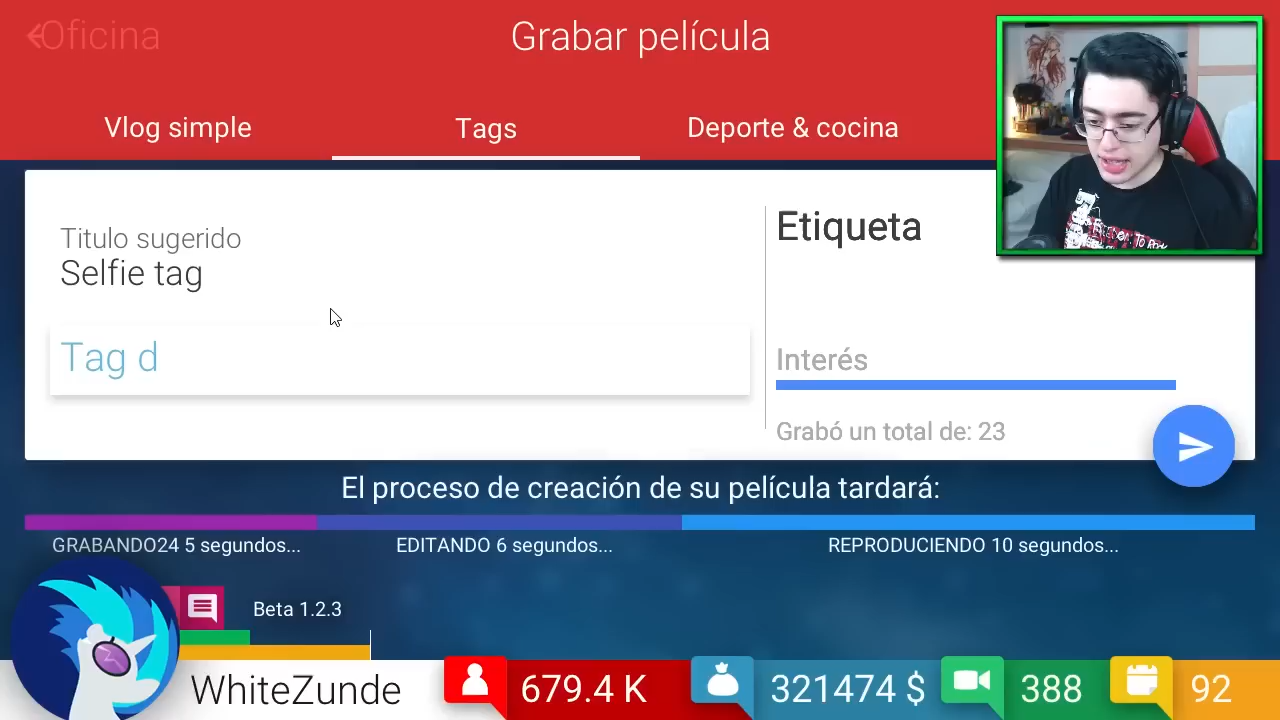 Oficina
Grabar película
Vlog simple
Tags
Deporte & cocina
Titulo sugerido
Selfie tag
Tag d
Etiqueta
Interés
Grabó un total de: 23
El proceso de creación de su película tardará:
GRABANDO24 5 segundos...
EDITANDO 6 segundos...
REPRODUCIENDO 10 segundos...
Beta 1.2.3
WhiteZunde
679.4 K
321474 $
388
92